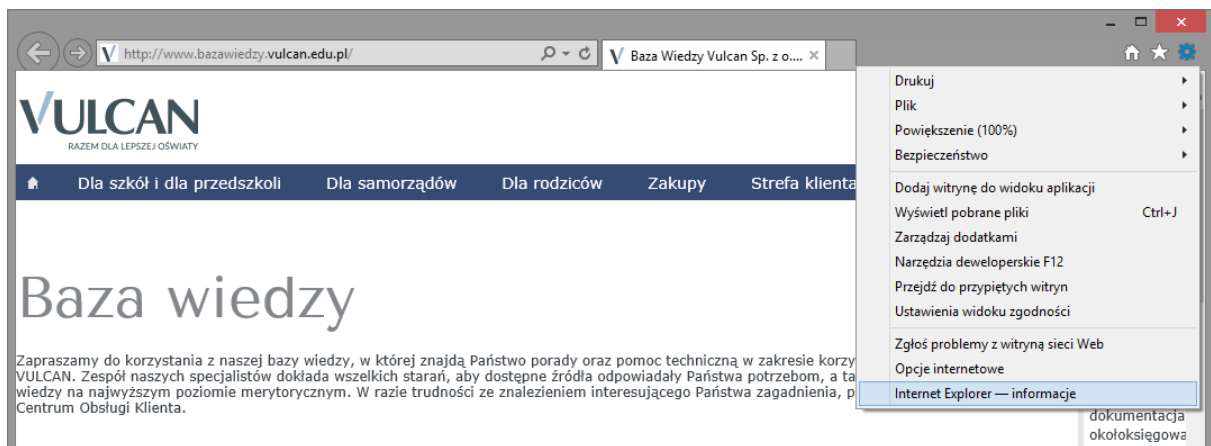 http://www.bazawiedzy.vulcan.edu.pl/
Baza Wiedzy Vulcan Sp. z o....
VULCAN
RAZEM DLA LEPSZEJ OŚWIATY
Dla szkół i dla przedszkoli Dla samorządów Dla rodziców Zakupy Strefa klienta
Baza wiedzy
Zapraszamy do korzystania z naszej bazy wiedzy, w której znajdą Państwo porady oraz pomoc techniczną w zakresie korzy
VULCAN. Zespół naszych specjalistów dokłada wszelkich starań, aby dostępne źródła odpowiadały Państwa potrzebom, a ta
wiedzy na najwyższym poziomie merytorycznym. W razie trudności ze znalezieniem interesującego Państwa zagadnienia, p
Centrum Obsługi Klienta.
Drukuj
Plik
Powiększenie (100%)
Bezpieczeństwo
Dodaj witrynę do widoku aplikacji
Wyświetl pobrane pliki Ctrl+J
Zarządzaj dodatkami
Narzędzia deweloperskie F12
Przejdź do przypiętych witryn
Ustawienia widoku zgodności
Zgłoś problemy z witryną sieci Web
Opcje internetowe
Internet Explorer — informacje
dokumentacja
okołoksięgowa